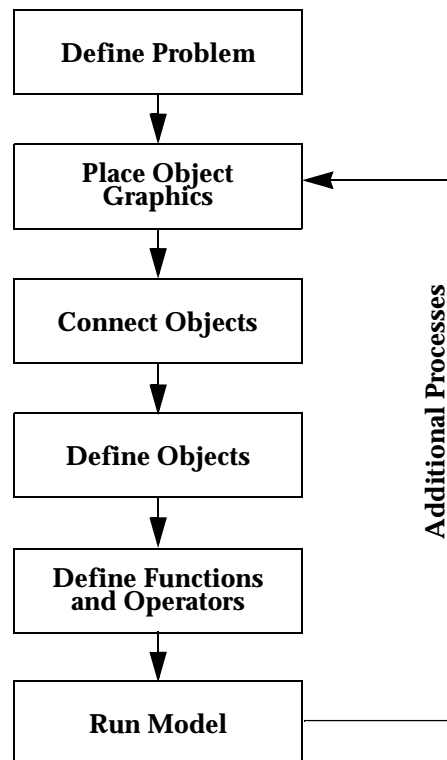 Define Problem
Place Object
Graphics
Connect Objects
Define Objects
Define Functions
and Operators
Run Model
Additional Processes